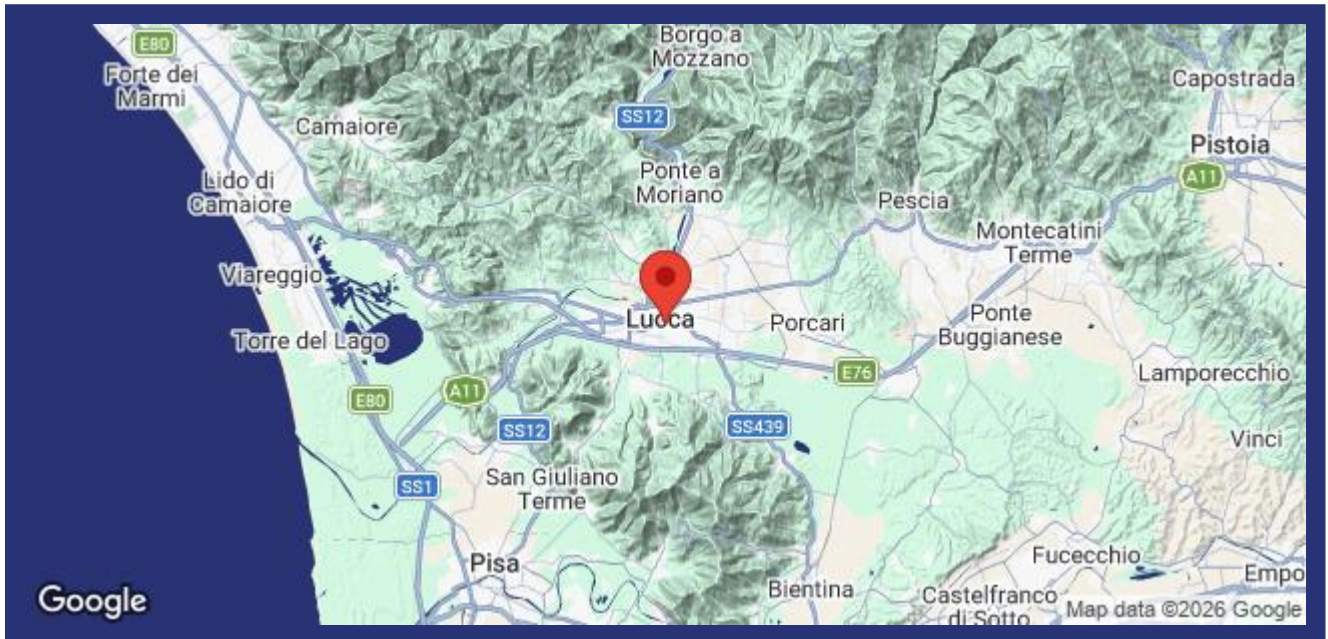 E80
Forte dei
Marmi
Borgo a
Mozzano
Capostrada
SS12
Camaiore
Pistoia
Ponte a
Moriano
A11
Lido di
Camaiore
Pescia
Montecatini
Terme
Viareggio
Lucca
Porcari
Ponte
Buggianese
Torre del Lago
E76
Lamporecchio
A11
E80
SS12
SS439
Vinci
San Giuliano
Terme
SS1
Pisa
Fucecchio
Empo
Bientina
Castelfranco
di Sotto
Google
Map data ©2026 Google